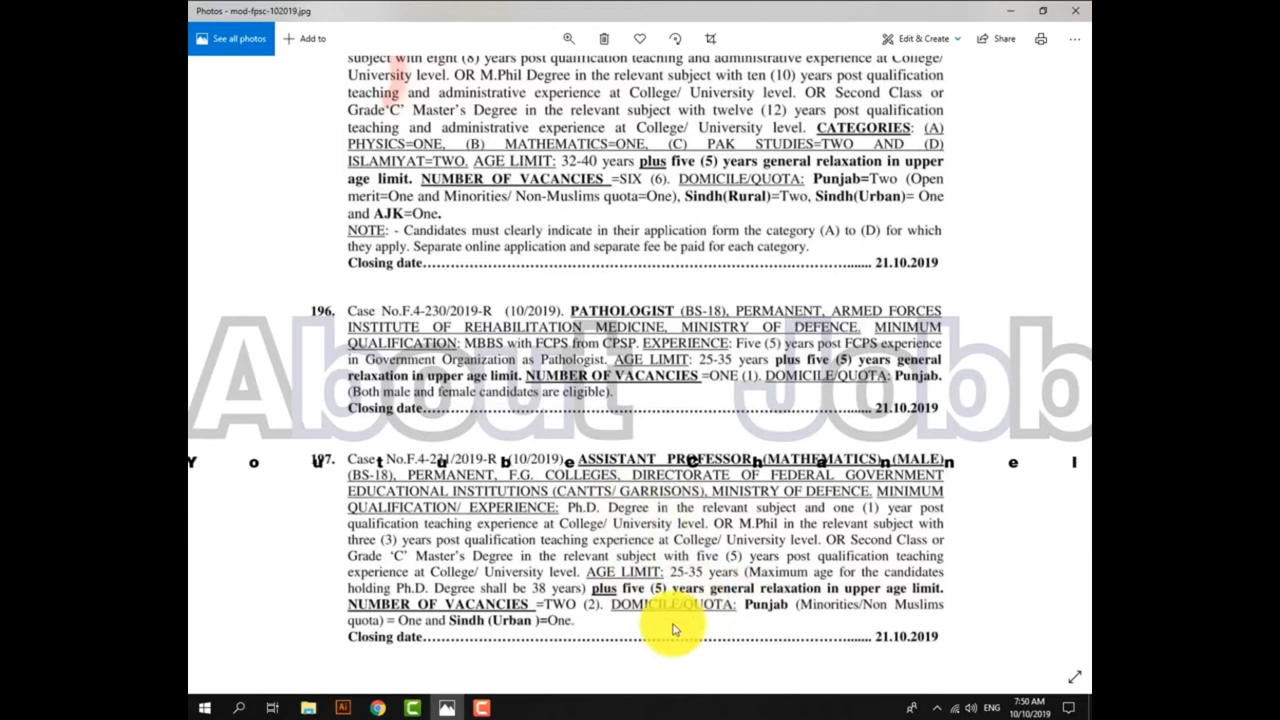 Photos - mod-fpsc-102019.jpg
See all photos
Add to
Edit & Create
Share
subject with eight (8) years post qualification teaching and administrative experience at College/
University level. OR M.Phil Degree in the relevant subject with ten (10) years post qualification
teaching and administrative experience at College/ University level. OR Second Class or
Grade‘C’ Master’s Degree in the relevant subject with twelve (12) years post qualification
teaching and administrative experience at College/ University level. CATEGORIES: (A)
PHYSICS=ONE, (B) MATHEMATICS=ONE, (C) PAK STUDIES=TWO AND (D)
ISLAMIYAT=TWO. AGE LIMIT: 32-40 years plus five (5) years general relaxation in upper
age limit. NUMBER OF VACANCIES =SIX (6). DOMICILE/QUOTA: Punjab=Two (Open
merit=One and Minorities/ Non-Muslims quota=One), Sindh(Rural)=Two, Sindh(Urban)= One
and AJK=One.
NOTE: - Candidates must clearly indicate in their application form the category (A) to (D) for which
they apply. Separate online application and separate fee be paid for each category.
Closing date…………………………………………………………………....... 21.10.2019
196. Case No.F.4-230/2019-R (10/2019). PATHOLOGIST (BS-18), PERMANENT, ARMED FORCES
INSTITUTE OF REHABILITATION MEDICINE, MINISTRY OF DEFENCE. MINIMUM
QUALIFICATION: MBBS with FCPS from CPSP. EXPERIENCE: Five (5) years post FCPS experience
in Government Organization as Pathologist. AGE LIMIT: 25-35 years plus five (5) years general
relaxation in upper age limit. NUMBER OF VACANCIES =ONE (1). DOMICILE/QUOTA: Punjab.
(Both male and female candidates are eligible).
Closing date…………………………………………………………………....... 21.10.2019
About Jobb
Youtube Channel
197. Case No.F.4-231/2019-R (10/2019). ASSISTANT PROFESSOR (MATHEMATICS) (MALE)
(BS-18), PERMANENT, F.G. COLLEGES, DIRECTORATE OF FEDERAL GOVERNMENT
EDUCATIONAL INSTITUTIONS (CANTTS/ GARRISONS), MINISTRY OF DEFENCE. MINIMUM
QUALIFICATION/ EXPERIENCE: Ph.D. Degree in the relevant subject and one (1) year post
qualification teaching experience at College/ University level. OR M.Phil in the relevant subject with
three (3) years post qualification teaching experience at College/ University level. OR Second Class or
Grade ‘C’ Master’s Degree in the relevant subject with five (5) years post qualification teaching
experience at College/ University level. AGE LIMIT: 25-35 years (Maximum age for the candidates
holding Ph.D. Degree shall be 38 years) plus five (5) years general relaxation in upper age limit.
NUMBER OF VACANCIES =TWO (2). DOMICILE/QUOTA: Punjab (Minorities/Non Muslims
quota) = One and Sindh (Urban )=One.
Closing date…………………………………………………………………....... 21.10.2019
ENG
7:50 AM
10/10/2019